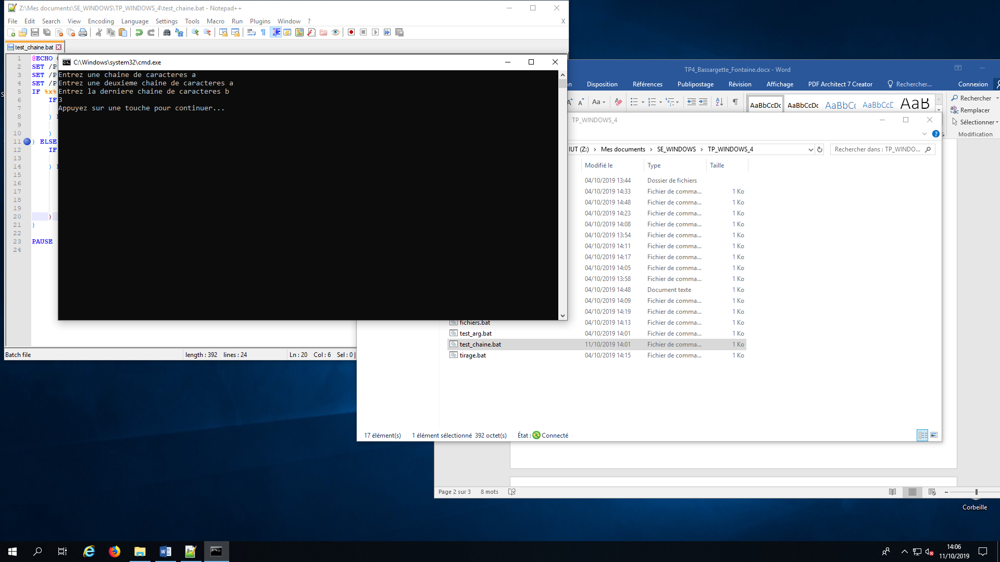 Z:\Mes documents\SE_WINDOWS\TP_WINDOWS_4\test_chaine.bat - Notepad++
File Edit Search View Encoding Language Settings Tools Macro Run Plugins Window ? X
test_chaine.bat
1 @ECHO
2 SET /P
3 SET /P
4 SET /P
5 IF %x%
6 IF
7
8 )
9
10 )
11 ) ELSE
12 IF
13
14 )
15
16
17
18
19
20 )
21 )
22
23 PAUSE
24
Batch file length : 392 lines : 24 Ln : 20 Col : 6 Sel : 0 |
C:\Windows\system32\cmd.exe
Entrez une chaine de caracteres a
Entrez une deuxieme chaine de caracteres a
Entrez la derniere chaine de caracteres b
3
Appuyez sur une touche pour continuer...
TP4_Bassargette_Fontaine.docx - Word
Disposition Références Publipostage Révision Affichage PDF Architect 7 Creator Rechercher... Connexion
Aa
AaBbCcDc AaBbCcDc AaBbC( AaBbCcE AaB
Rechercher
Remplacer
Sélectionner
Modification
TP_WINDOWS_4
IUT (Z:) > Mes documents > SE_WINDOWS > TP_WINDOWS_4
Rechercher dans : TP_WINDO...
Modifié le Type Taille
04/10/2019 13:44 Dossier de fichiers
04/10/2019 14:33 Fichier de comma... 1 Ko
04/10/2019 14:48 Fichier de comma... 1 Ko
04/10/2019 14:23 Fichier de comma... 1 Ko
04/10/2019 14:08 Fichier de comma... 1 Ko
04/10/2019 13:54 Fichier de comma... 1 Ko
04/10/2019 14:11 Fichier de comma... 1 Ko
04/10/2019 14:17 Fichier de comma... 1 Ko
04/10/2019 14:05 Fichier de comma... 1 Ko
04/10/2019 13:58 Fichier de comma... 1 Ko
04/10/2019 14:48 Document texte 1 Ko
04/10/2019 14:09 Fichier de comma... 1 Ko
04/10/2019 14:19 Fichier de comma... 1 Ko
fichiers.bat 04/10/2019 14:13 Fichier de comma... 1 Ko
test_arg.bat 04/10/2019 14:01 Fichier de comma... 1 Ko
test_chaine.bat 11/10/2019 14:01 Fichier de comma... 1 Ko
tirage.bat 04/10/2019 14:15 Fichier de comma... 1 Ko
17 élément(s) 1 élément sélectionné 392 octet(s) État : Connecté
Page 2 sur 3 8 mots
Corbeille
14:06
11/10/2019